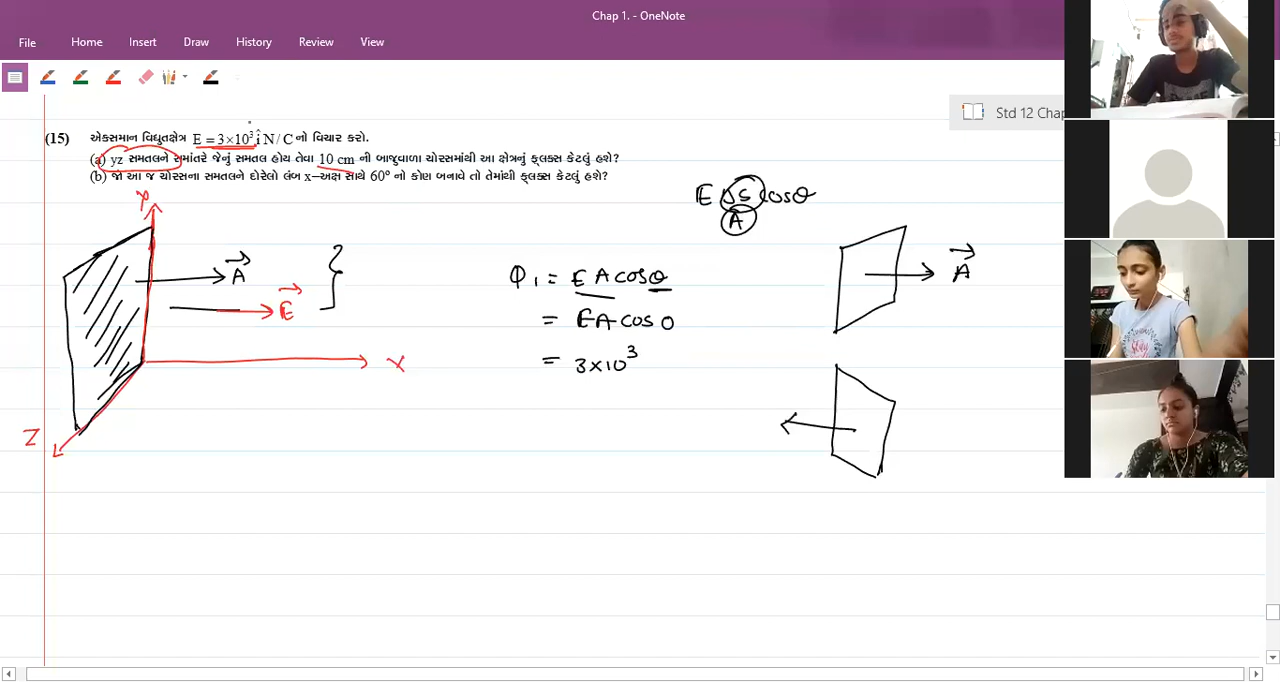 Chap 1. - OneNote
File Home Insert Draw History Review View
Std 12 Chap
(15) એકસમાન વિદ્યુતક્ષેત્ર E = 3×10³ î N/C નો વિચાર કરો.
(a) yz સમતલને સમાંતરે જેનું સમતલ હોય તેવા 10 cm ની બાજુવાળા ચોરસમાંથી આ ક્ષેત્રનું ફ્લક્સ કેટલું હશે?
(b) જો આ જ ચોરસના સમતલને દોરેલો લંબ x–અક્ષ સાથે 60° નો કોણ બનાવે તો તેમાંથી ફ્લક્સ કેટલું હશે?
E ΔS cosθ
A
Y
A⃗
E⃗
X
Z
Φ₁ = EA cosθ
= EA cos 0
= 3×10³
A⃗
Story